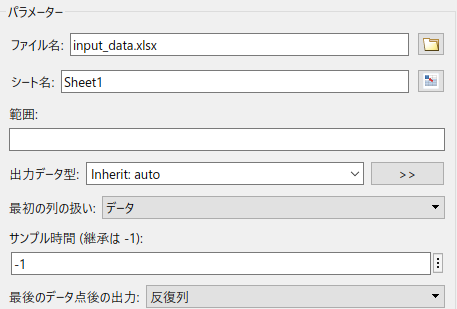 パラメーター
ファイル名: input_data.xlsx
シート名: Sheet1
範囲:
出力データ型: Inherit: auto >>
最初の列の扱い: データ
サンプル時間 (継承は -1):
-1
最後のデータ点後の出力: 反復列